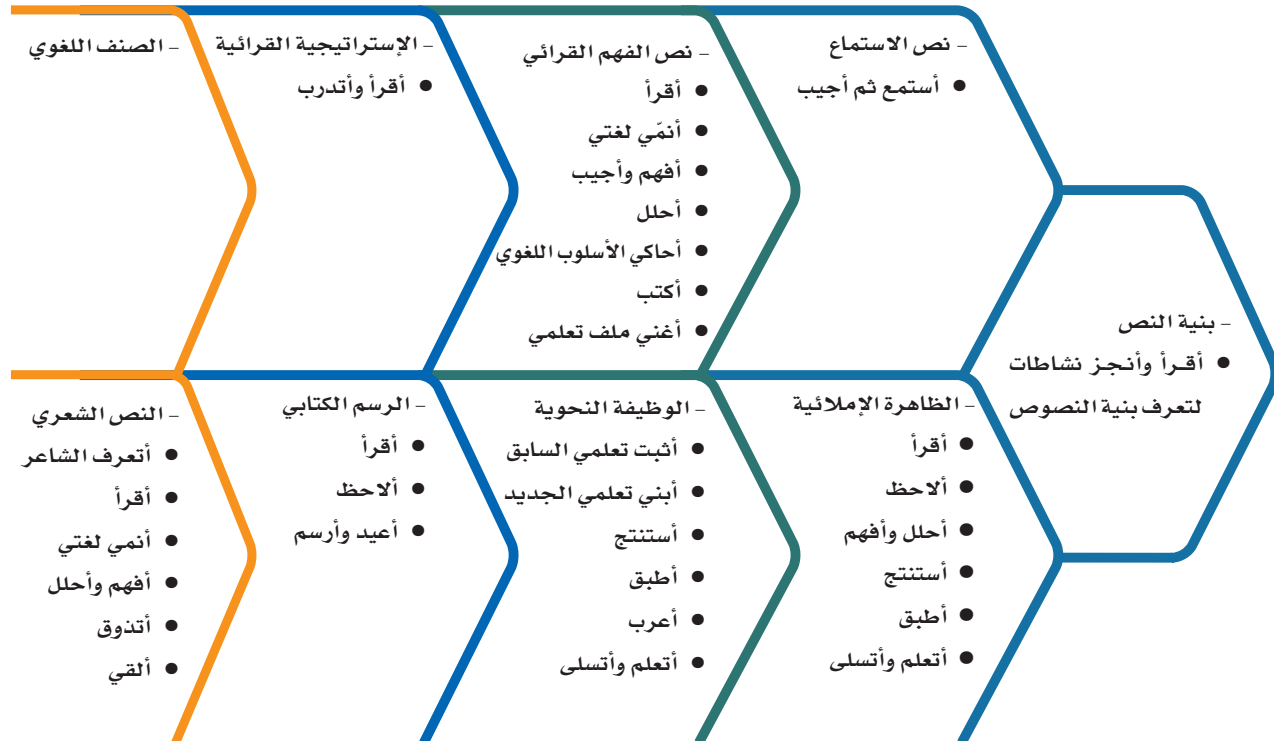 – بنية النص
● أقـرأ وأنجـز نشاطات
لتعرف بنية النصوص
– نص الاستماع
● أستمع ثم أجيب
– نص الفهم القرائي
● أقرأ
● أنمّي لغتي
● أفهم وأجيب
● أحلل
● أحاكي الأسلوب اللغوي
● أكتب
● أغني ملف تعلمي
– الإستراتيجية القرائية
● أقرأ وأتدرب
– الصنف اللغوي
– الظاهرة الإملائية
● أقرأ
● ألاحظ
● أحلل وأفهم
● أستنتج
● أطبق
● أتعلم وأتسلى
– الوظيفة النحوية
● أثبت تعلمي السابق
● أبني تعلمي الجديد
● أستنتج
● أطبق
● أعرب
● أتعلم وأتسلى
– الرسم الكتابي
● أقرأ
● ألاحظ
● أعيد وأرسم
– النص الشعري
● أتعرف الشاعر
● أقرأ
● أنمي لغتي
● أفهم وأحلل
● أتذوق
● ألقي